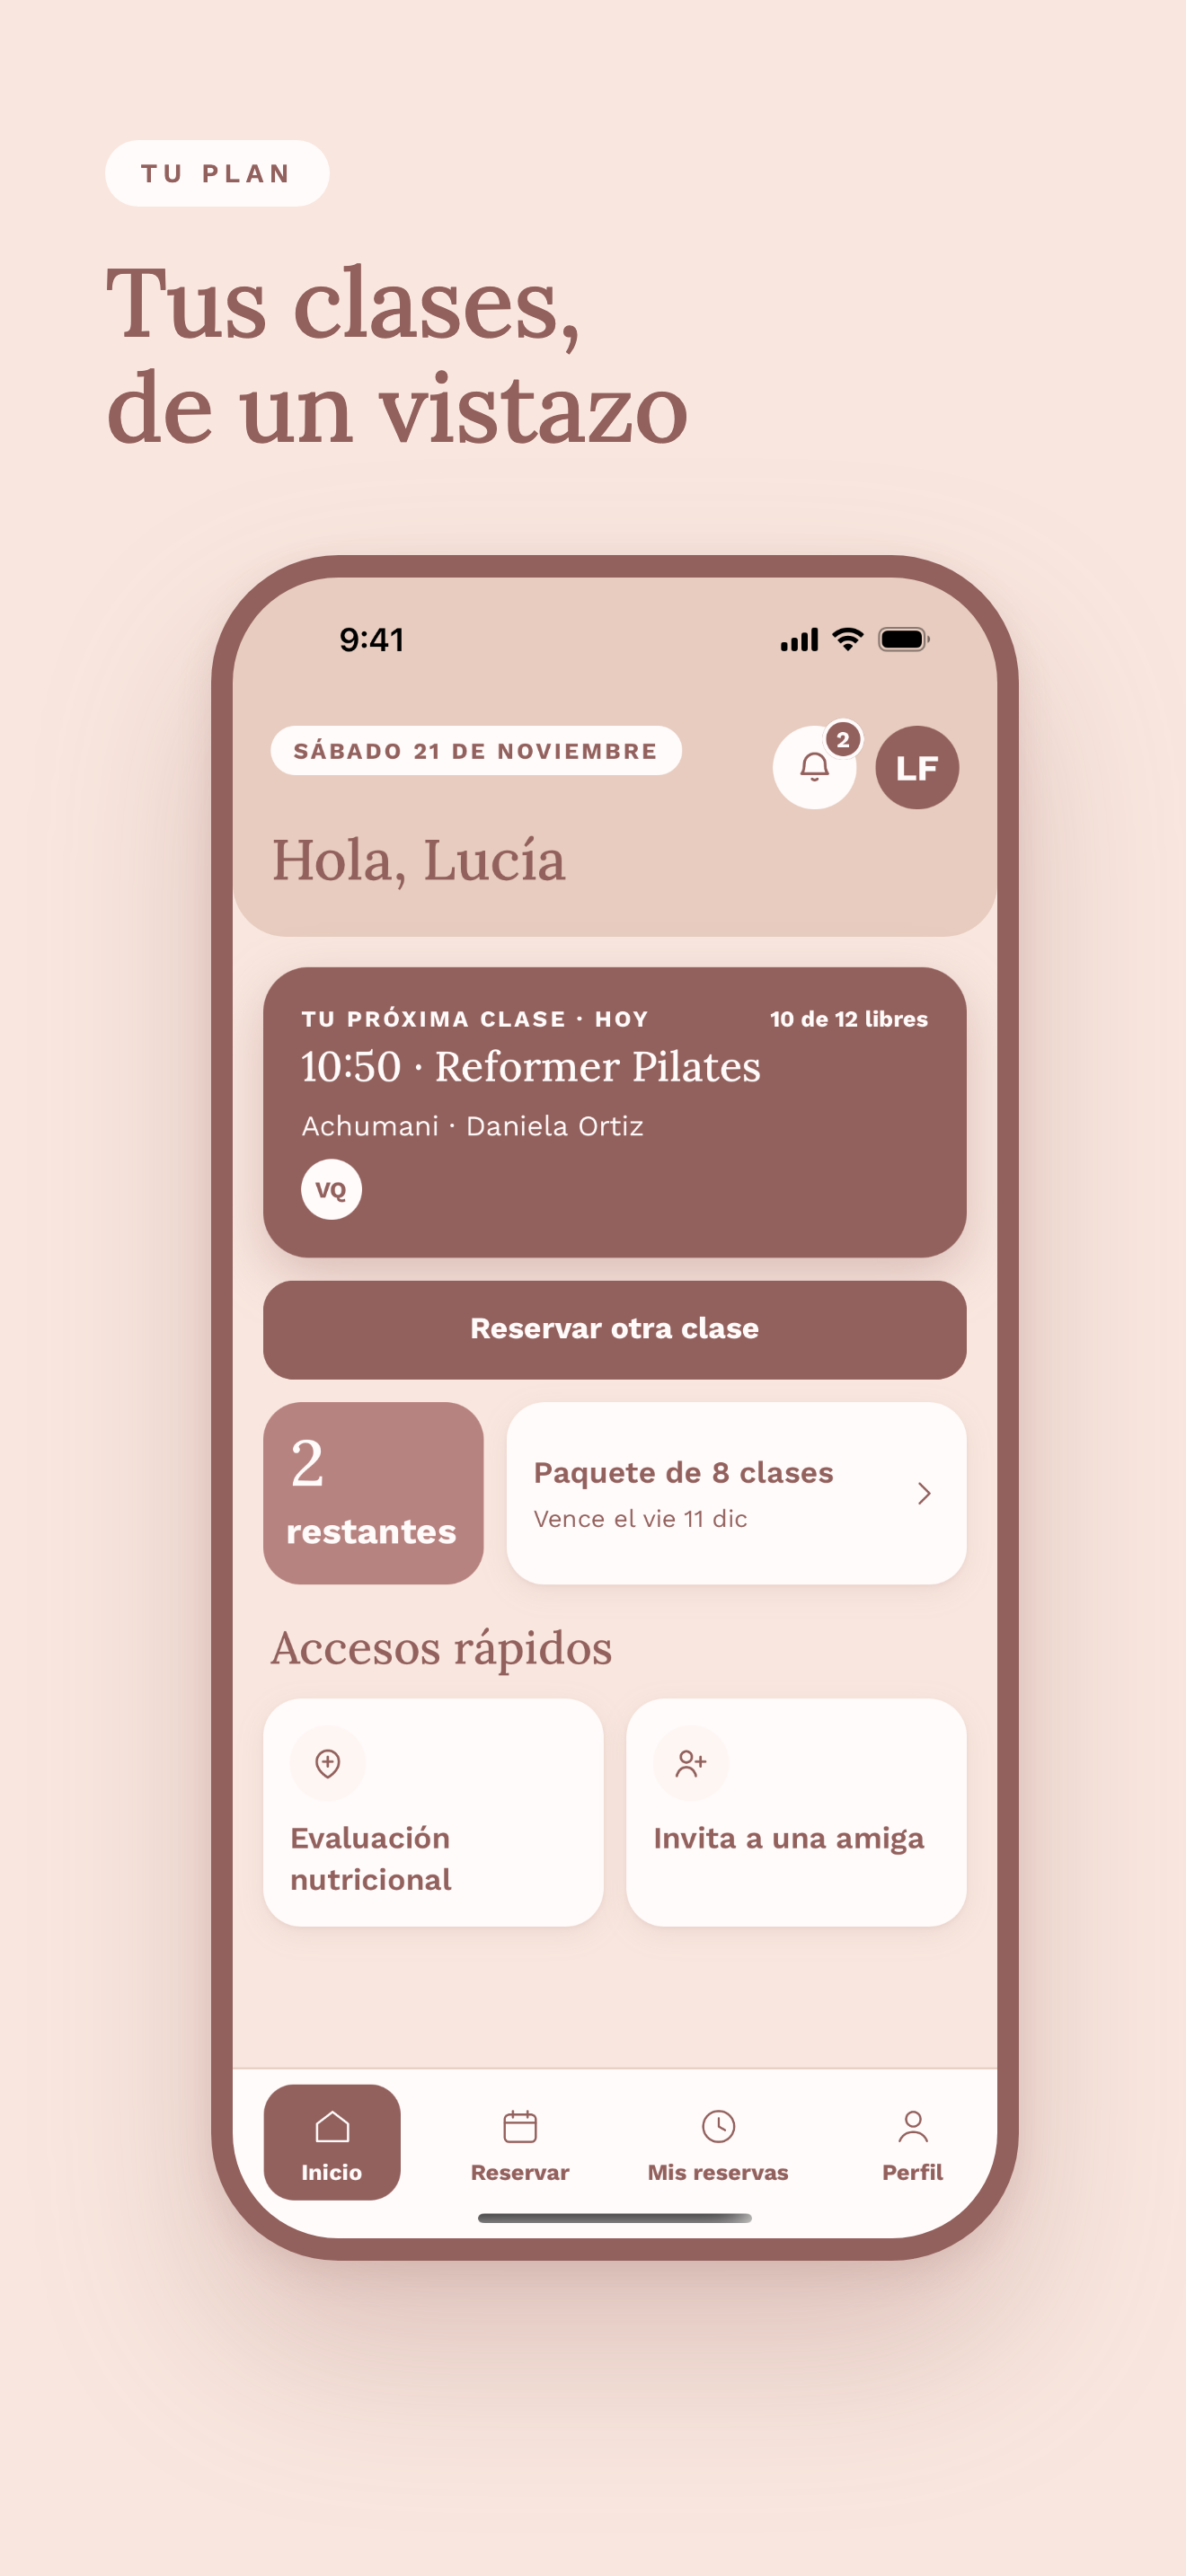 TU PLAN
Tus clases,
de un vistazo
9:41
SÁBADO 21 DE NOVIEMBRE
2
LF
Hola, Lucía
TU PRÓXIMA CLASE · HOY
10 de 12 libres
10:50 · Reformer Pilates
Achumani · Daniela Ortiz
VQ
Reservar otra clase
2
restantes
Paquete de 8 clases
Vence el vie 11 dic
Accesos rápidos
Evaluación
nutricional
Invita a una amiga
Inicio
Reservar
Mis reservas
Perfil